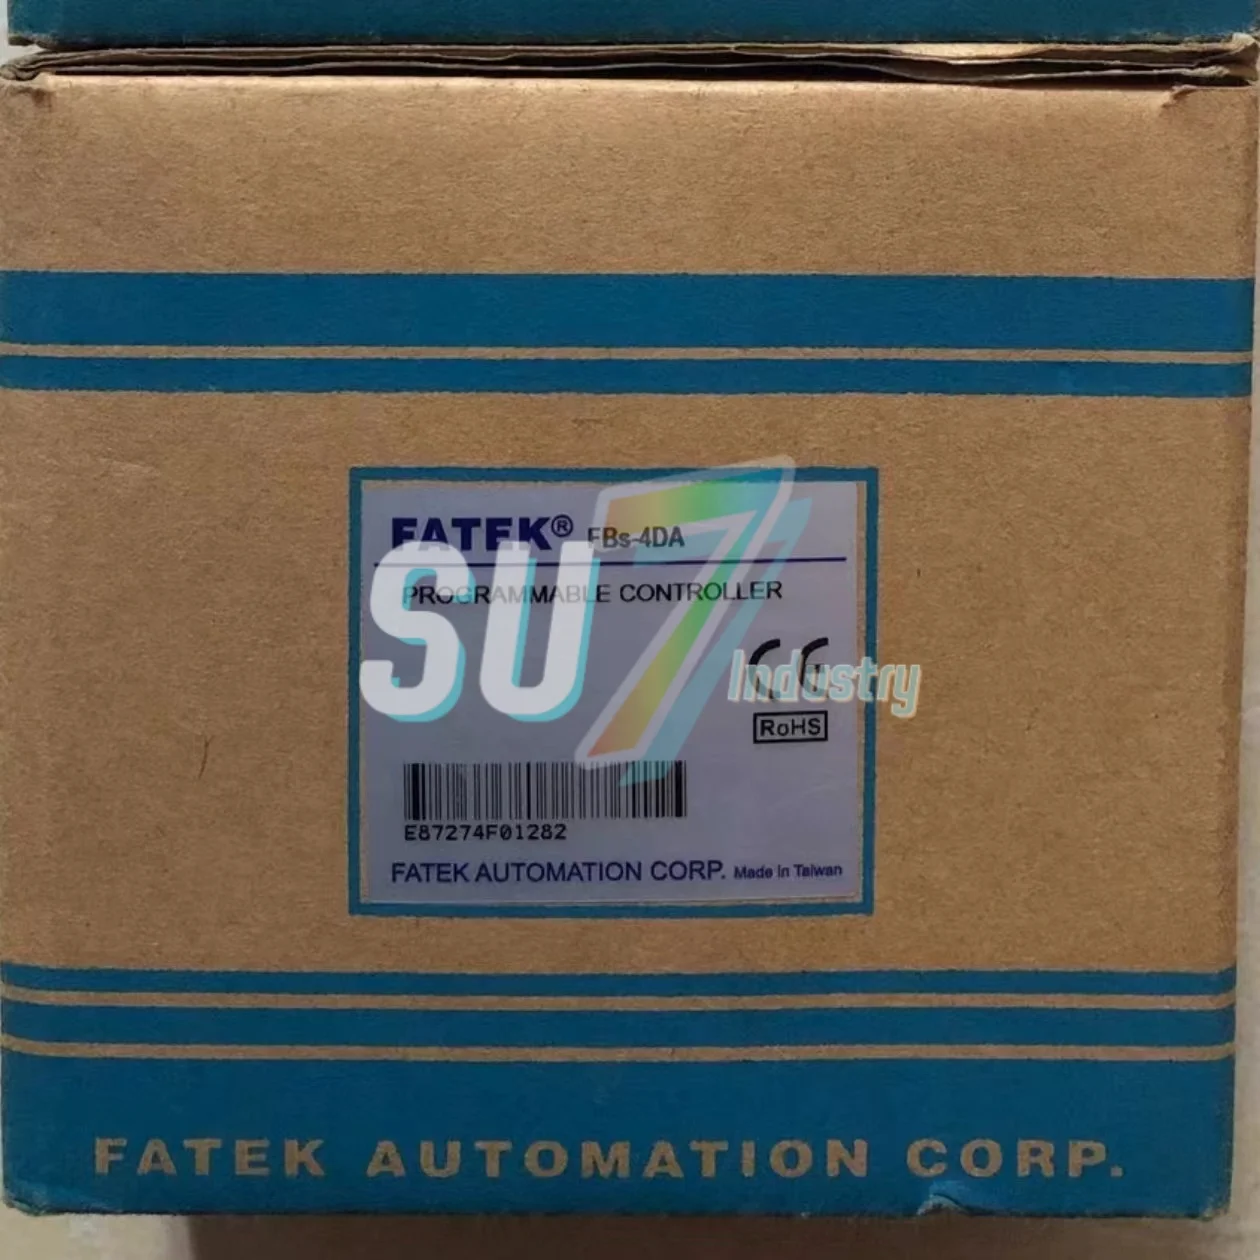 FATEK® FBs-4DA
PROGRAMMABLE CONTROLLER
SU7
Industry
CE
RoHS
E87274F01282
FATEK AUTOMATION CORP. Made in Taiwan
FATEK AUTOMATION CORP.